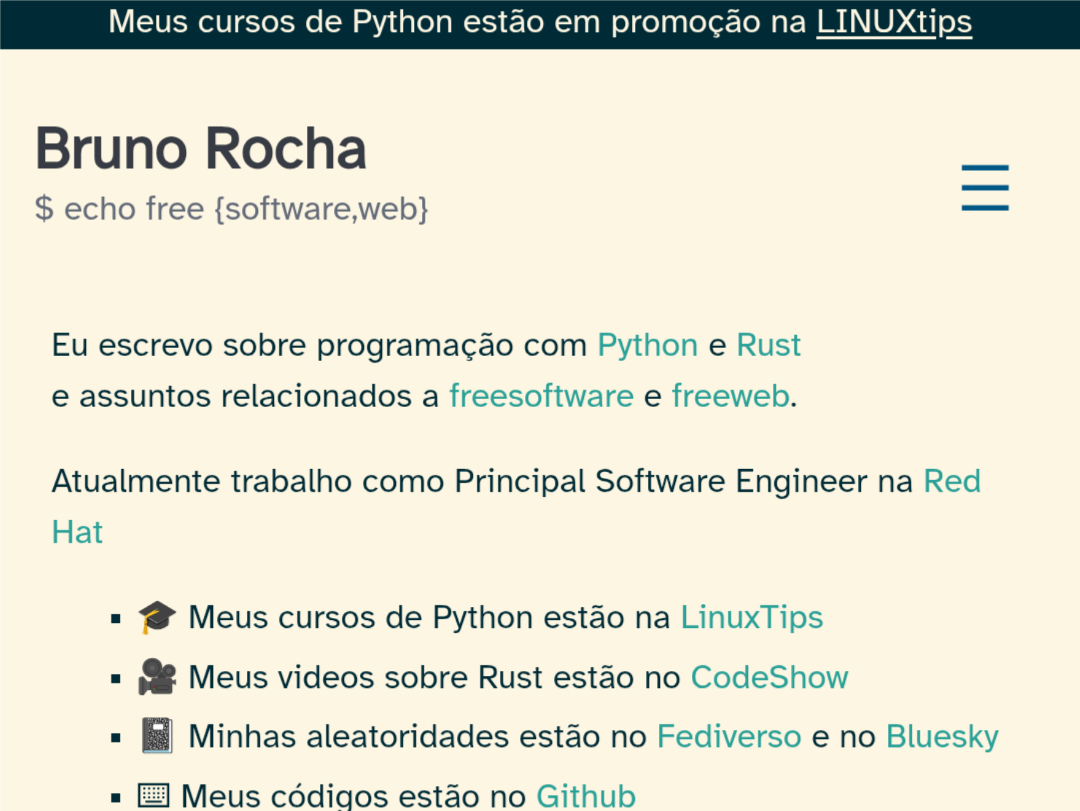 Meus cursos de Python estão em promoção na LINUXtips
Bruno Rocha
$ echo free {software,web}
Eu escrevo sobre programação com Python e Rust
e assuntos relacionados a freesoftware e freeweb.
Atualmente trabalho como Principal Software Engineer na Red
Hat
▪ 🎓 Meus cursos de Python estão na LinuxTips
▪ 🎥 Meus videos sobre Rust estão no CodeShow
▪ 📓 Minhas aleatoridades estão no Fediverso e no Bluesky
▪ ⌨ Meus códigos estão no Github